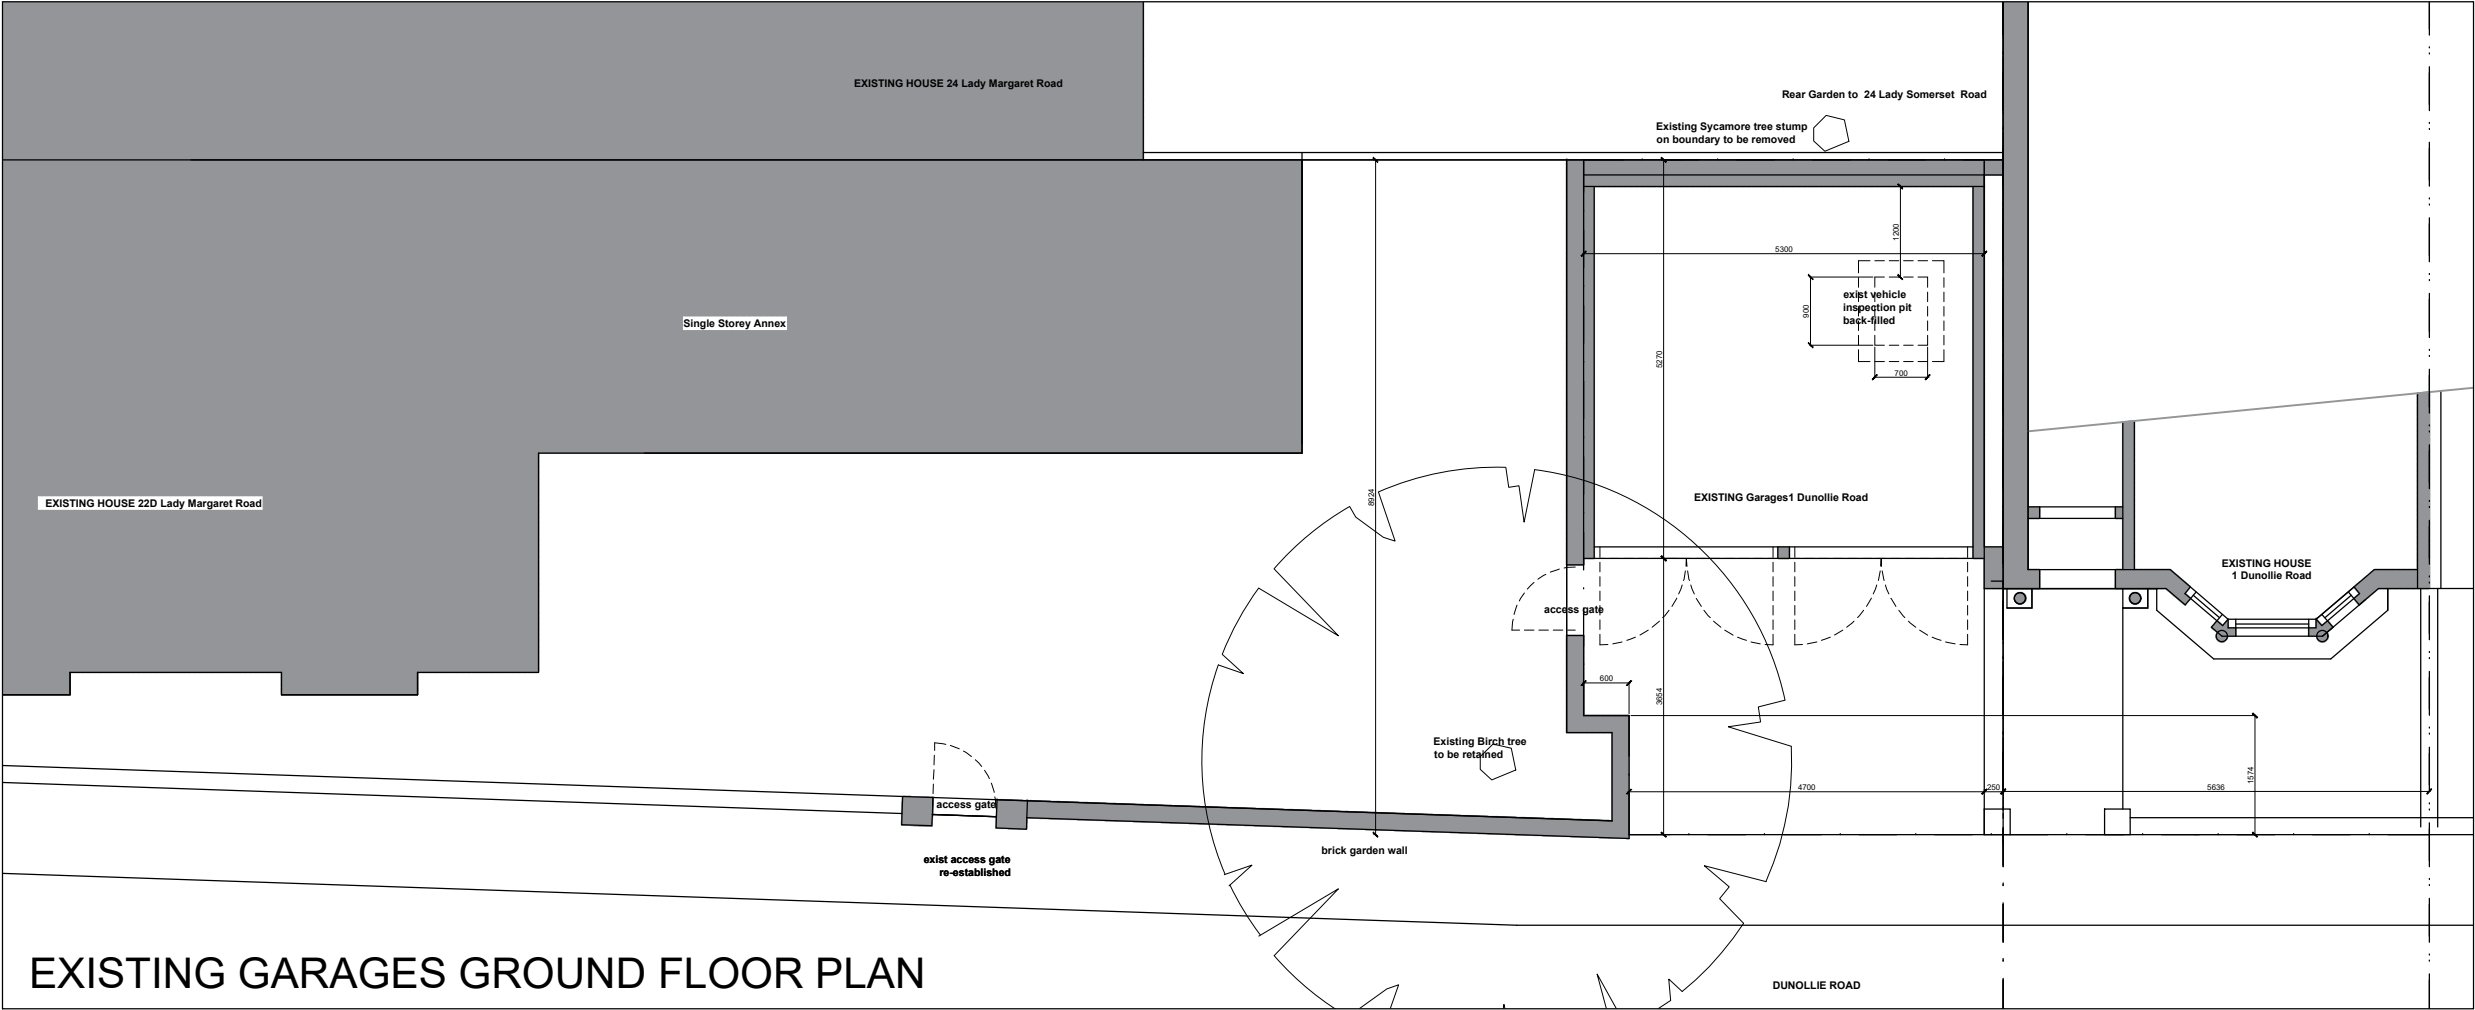 EXISTING HOUSE 24 Lady Margaret Road
Rear Garden to 24 Lady Somerset Road
Existing Sycamore tree stump
on boundary to be removed
1200
5300
exist vehicle
inspection pit
back-filled
900
700
Single Storey Annex
5270
8924
EXISTING HOUSE 22D Lady Margaret Road
EXISTING Garages1 Dunollie Road
EXISTING HOUSE
1 Dunollie Road
access gate
600
3654
Existing Birch tree
to be retained
1574
4700
250
5636
access gate
brick garden wall
exist access gate
re-established
EXISTING GARAGES GROUND FLOOR PLAN
DUNOLLIE ROAD